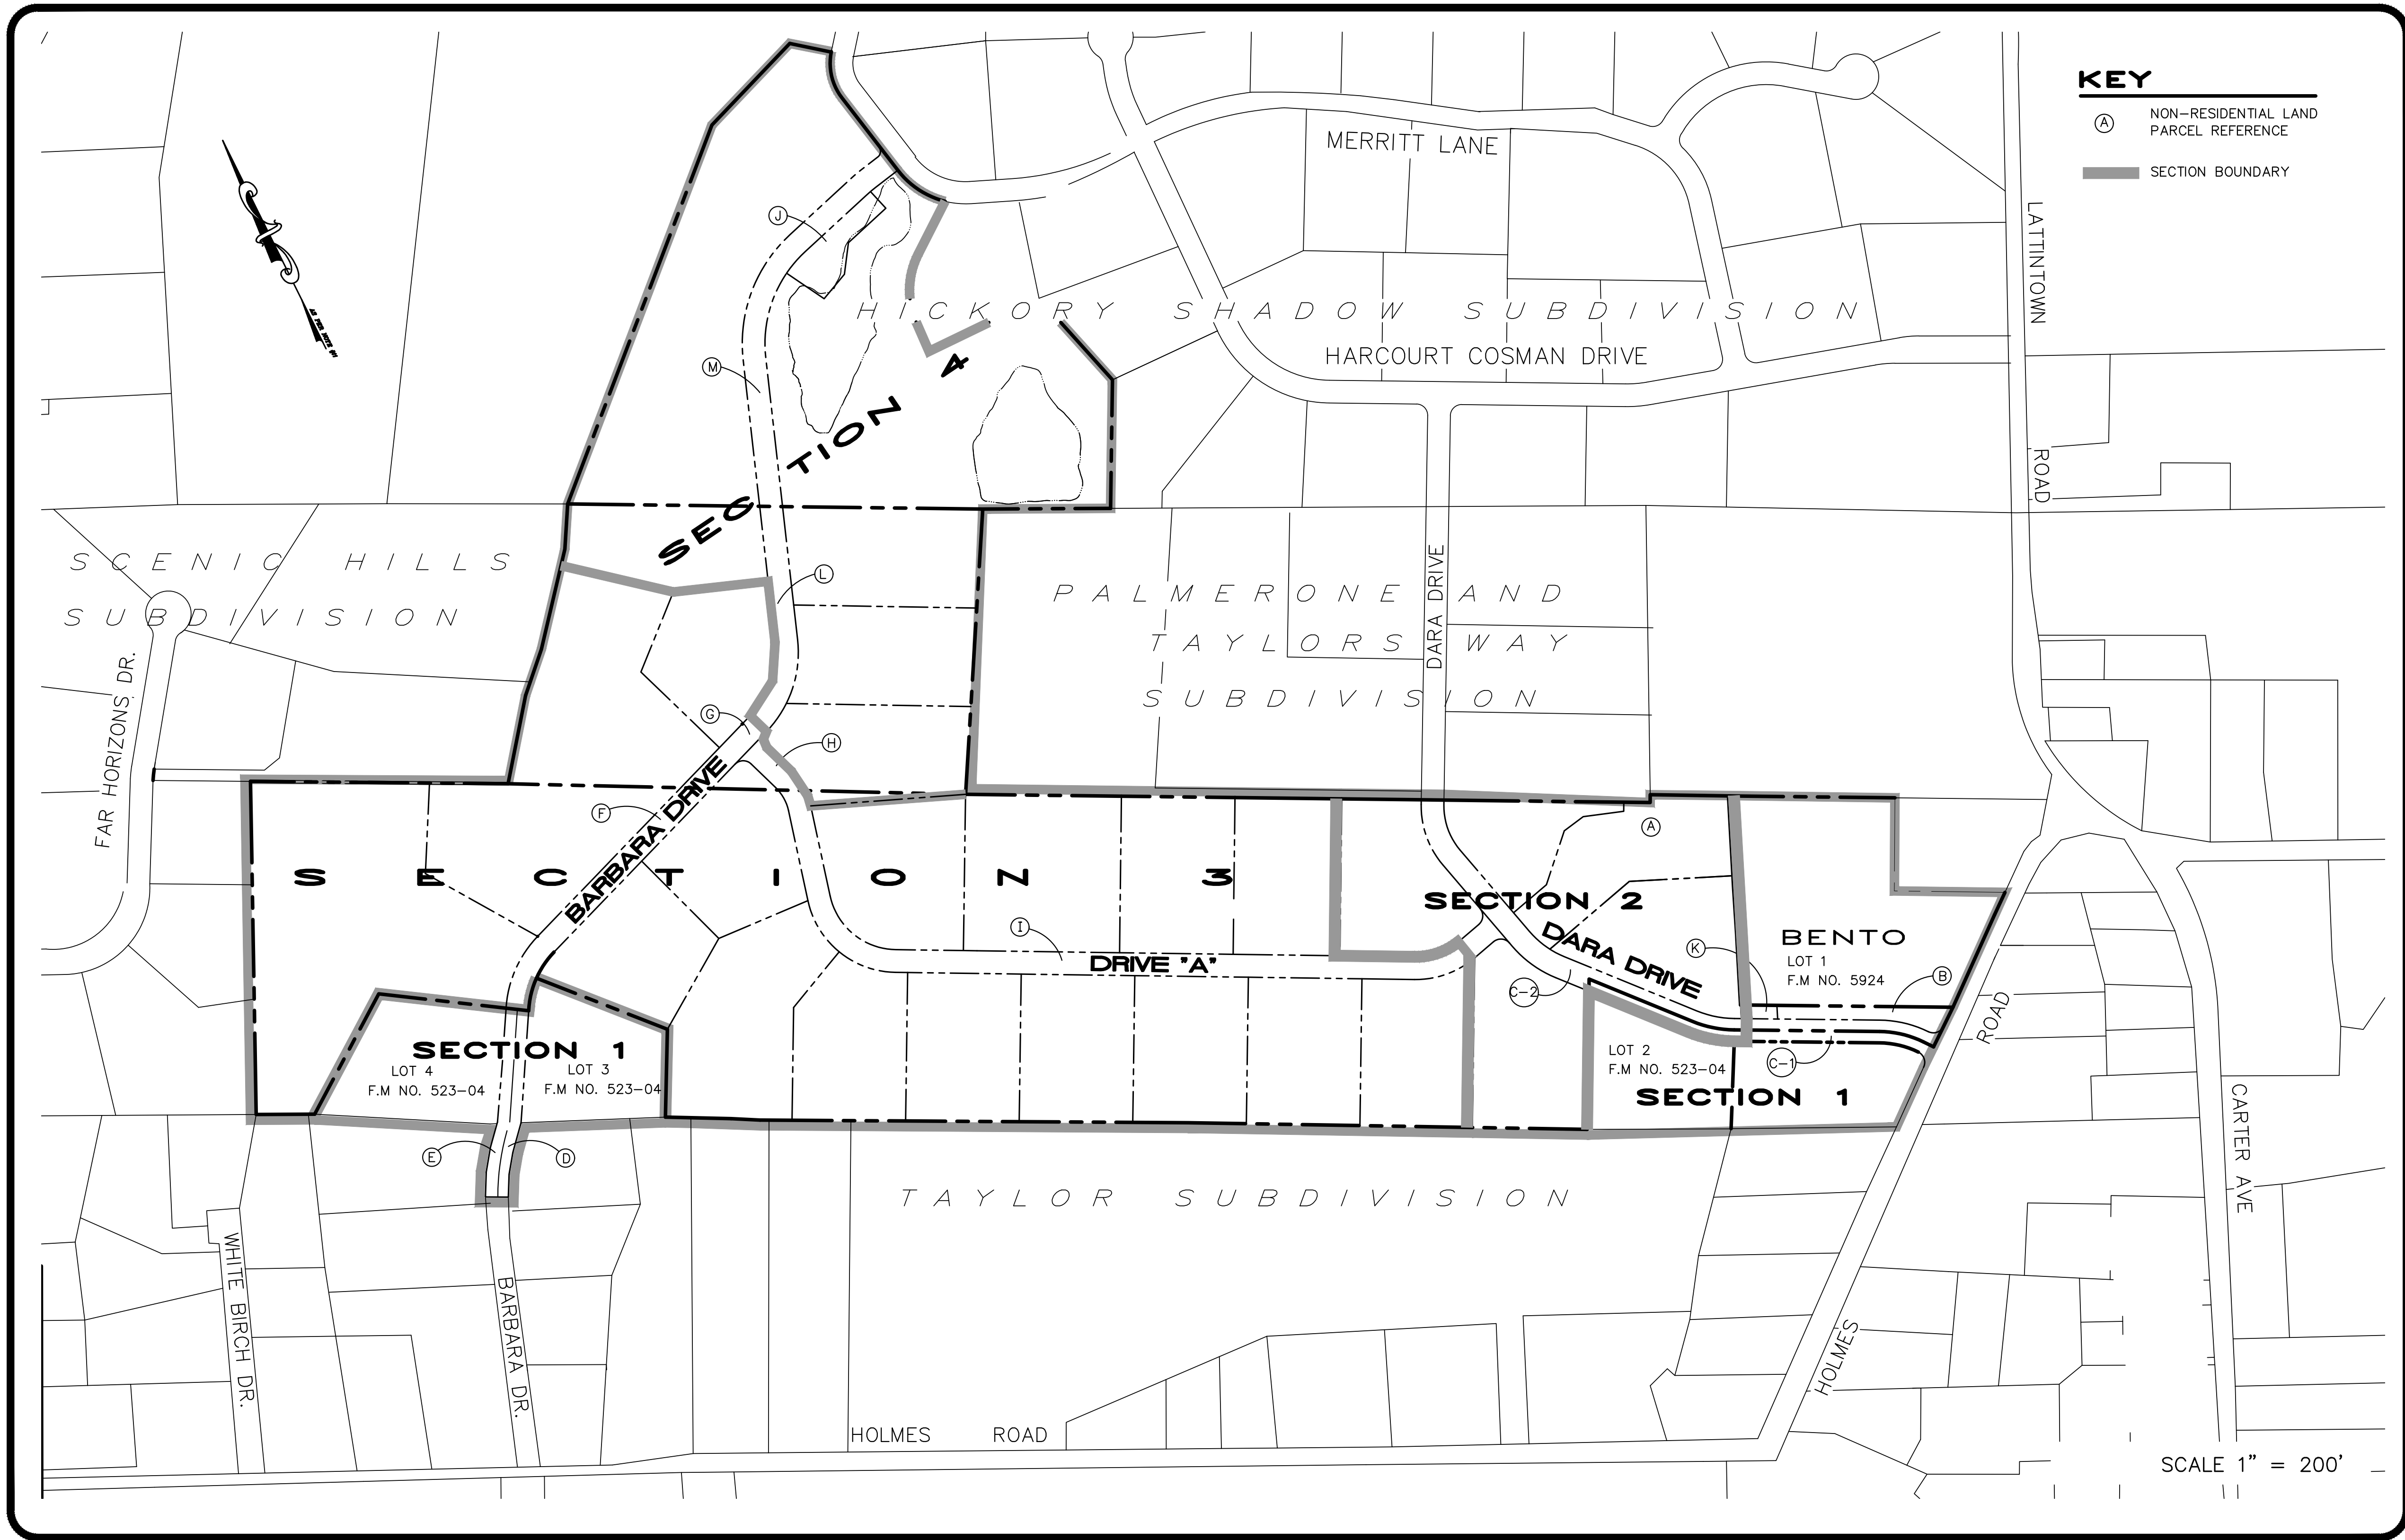 KEY
A
NON-RESIDENTIAL LAND
PARCEL REFERENCE
SECTION BOUNDARY
MERRITT LANE
LATTINTOWN
ROAD
AS PER NOTE #1
J
HICKORY SHADOW SUBDIVISION
HARCOURT COSMAN DRIVE
M
SECTION 4
SCENIC HILLS
SUBDIVISION
FAR HORIZONS DR.
L
PALMERONE AND
TAYLORS WAY
SUBDIVISION
DARA DRIVE
G
H
F
BARBARA DRIVE
A
SECTION 3
SECTION 2
I
DRIVE "A"
DARA DRIVE
K
C-2
BENTO
LOT 1
F.M NO. 5924
B
SECTION 1
LOT 4
F.M NO. 523-04
LOT 3
F.M NO. 523-04
LOT 2
F.M NO. 523-04
C-1
SECTION 1
ROAD
HOLMES
CARTER AVE
E
D
TAYLOR SUBDIVISION
WHITE BIRCH DR.
BARBARA DR.
HOLMES ROAD
SCALE 1" = 200'